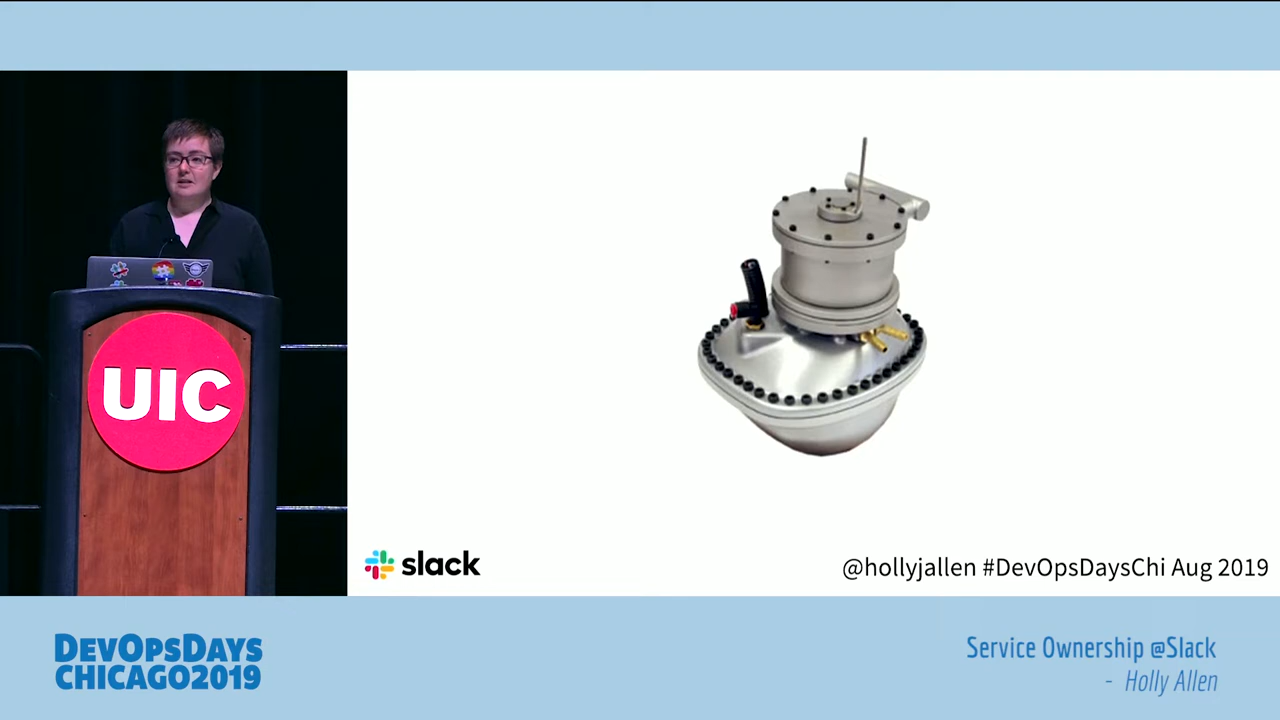 UIC
slack
@hollyjallen #DevOpsDaysChi Aug 2019
DEVOPSDAYS
CHICAGO2019
Service Ownership @Slack
- Holly Allen